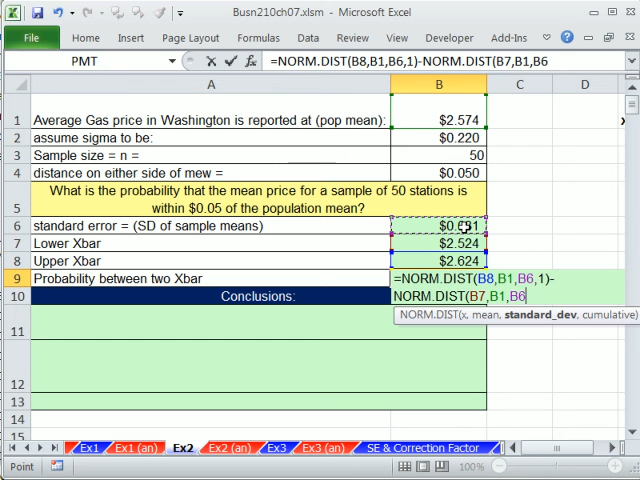 Busn210ch07.xlsm - Microsoft Excel
File Home Insert Page Layout Formulas Data Review View Developer Add-Ins
PMT =NORM.DIST(B8,B1,B6,1)-NORM.DIST(B7,B1,B6
A B C D
1 Average Gas price in Washington is reported at (pop mean): $2.574
2 assume sigma to be: $0.220
3 Sample size = n = 50
4 distance on either side of mew = $0.050
What is the probability that the mean price for a sample of 50 stations is
5 within $0.05 of the population mean?
6 standard error = (SD of sample means)
7 Lower Xbar $2.524
8 Upper Xbar $2.624
9 Probability between two Xbar =NORM.DIST(B8,B1,B6,1)-
10 Conclusions: NORM.DIST(B7,B1,B6
NORM.DIST(x, mean, standard_dev, cumulative)
11
12
13
14
15
Ex1 Ex1 (an) Ex2 Ex2 (an) Ex3 Ex3 (an) SE & Correction Factor
Point 100%